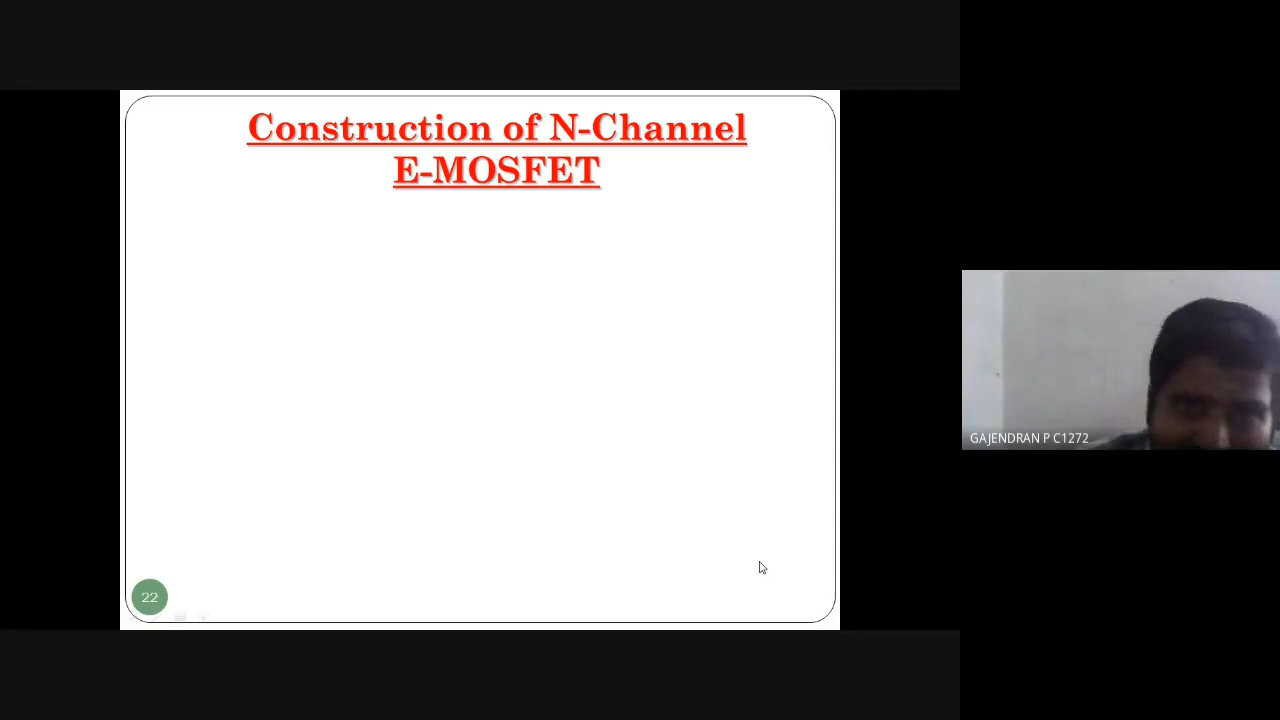 Construction of N-Channel
E-MOSFET
22
GAJENDRAN P C1272